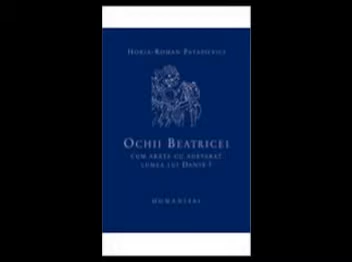 HORIA-ROMAN PATAPIEVICI
OCHII BEATRICEI
CUM ARĂTA CU ADEVĂRAT
LUMEA LUI DANTE?
HUMANITAS